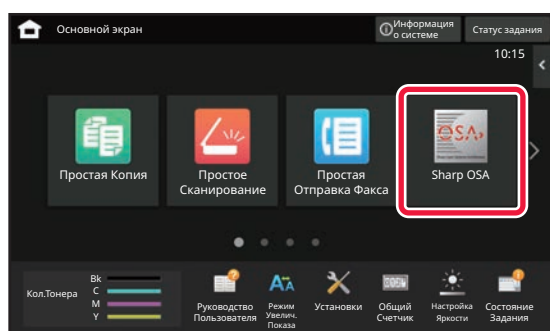 Основной экран
Информация
о системе
Статус задания
10:15
OSA
Простая Копия
Простое
Сканирование
Простая
Отправка Факса
Sharp OSA
Кол.Тонера
Bk
C
M
Y
Руководство
Пользователя
Режим
Увелич.
Показа
Установки
Общий
Счетчик
Настройка
Яркости
Состояние
Задания